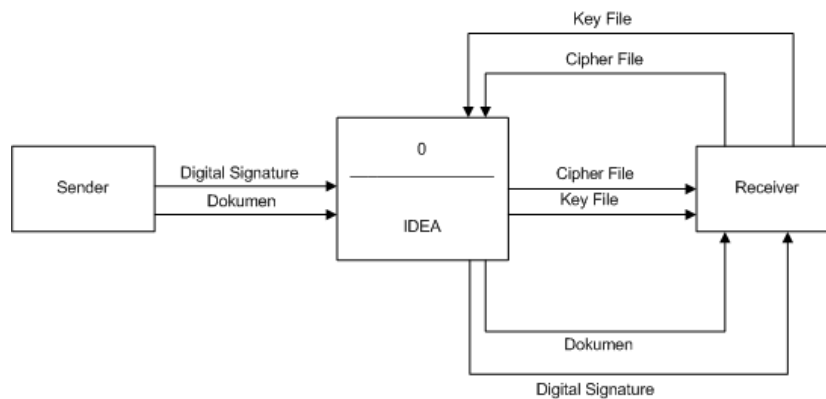 Key File
Cipher File
0
Digital Signature
Cipher File
Sender
Receiver
Dokumen
Key File
IDEA
Dokumen
Digital Signature